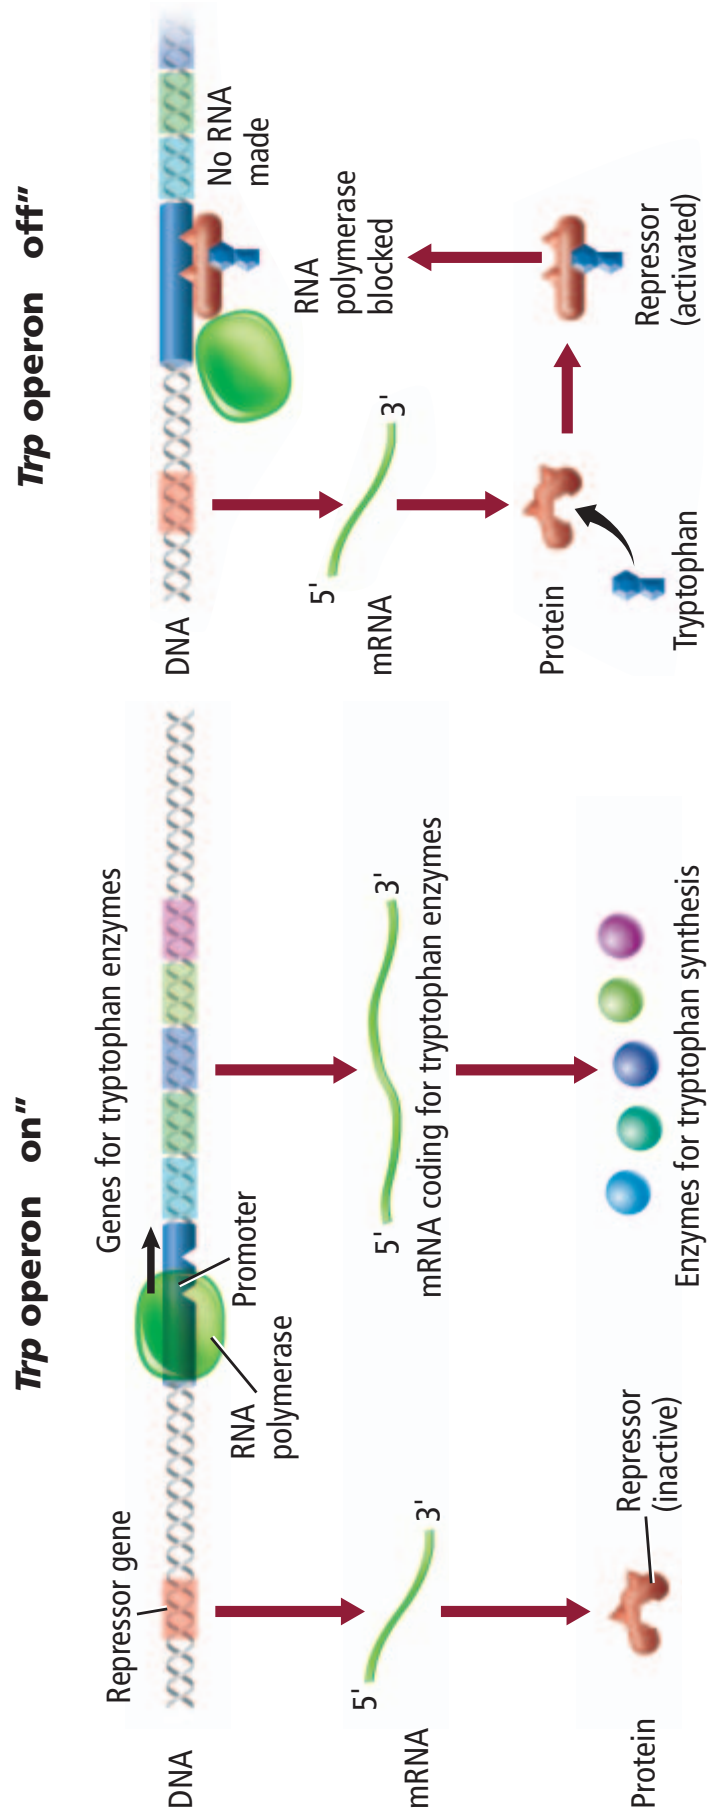 Trp operon on"
Repressor gene
Genes for tryptophan enzymes
DNA
RNA
polymerase
Promoter
5'
3'
5'
3'
mRNA
mRNA coding for tryptophan enzymes
Repressor
(inactive)
Protein
Enzymes for tryptophan synthesis
Trp operon off"
DNA
No RNA
made
RNA
polymerase
blocked
5'
3'
mRNA
Protein
Tryptophan
Repressor
(activated)